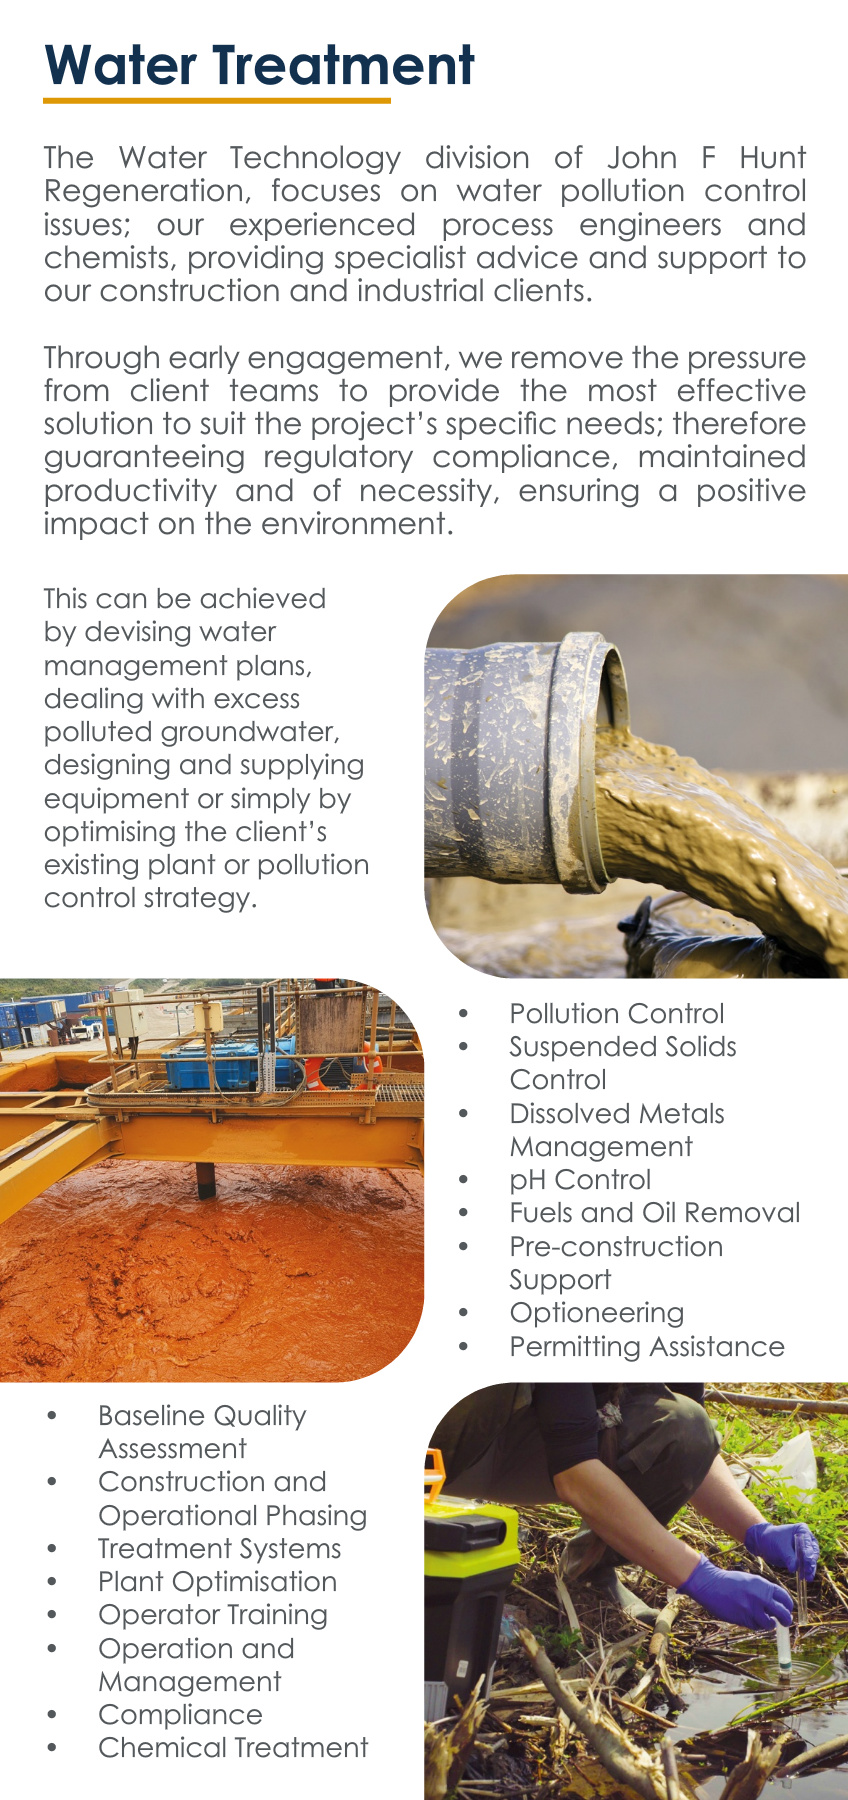 Water Treatment
The Water Technology division of John F Hunt
Regeneration, focuses on water pollution control
issues; our experienced process engineers and
chemists, providing specialist advice and support to
our construction and industrial clients.
Through early engagement, we remove the pressure
from client teams to provide the most effective
solution to suit the project’s specific needs; therefore
guaranteeing regulatory compliance, maintained
productivity and of necessity, ensuring a positive
impact on the environment.
This can be achieved
by devising water
management plans,
dealing with excess
polluted groundwater,
designing and supplying
equipment or simply by
optimising the client’s
existing plant or pollution
control strategy.
• Pollution Control
• Suspended Solids
Control
• Dissolved Metals
Management
• pH Control
• Fuels and Oil Removal
• Pre-construction
Support
• Optioneering
• Permitting Assistance
• Baseline Quality
Assessment
• Construction and
Operational Phasing
• Treatment Systems
• Plant Optimisation
• Operator Training
• Operation and
Management
• Compliance
• Chemical Treatment